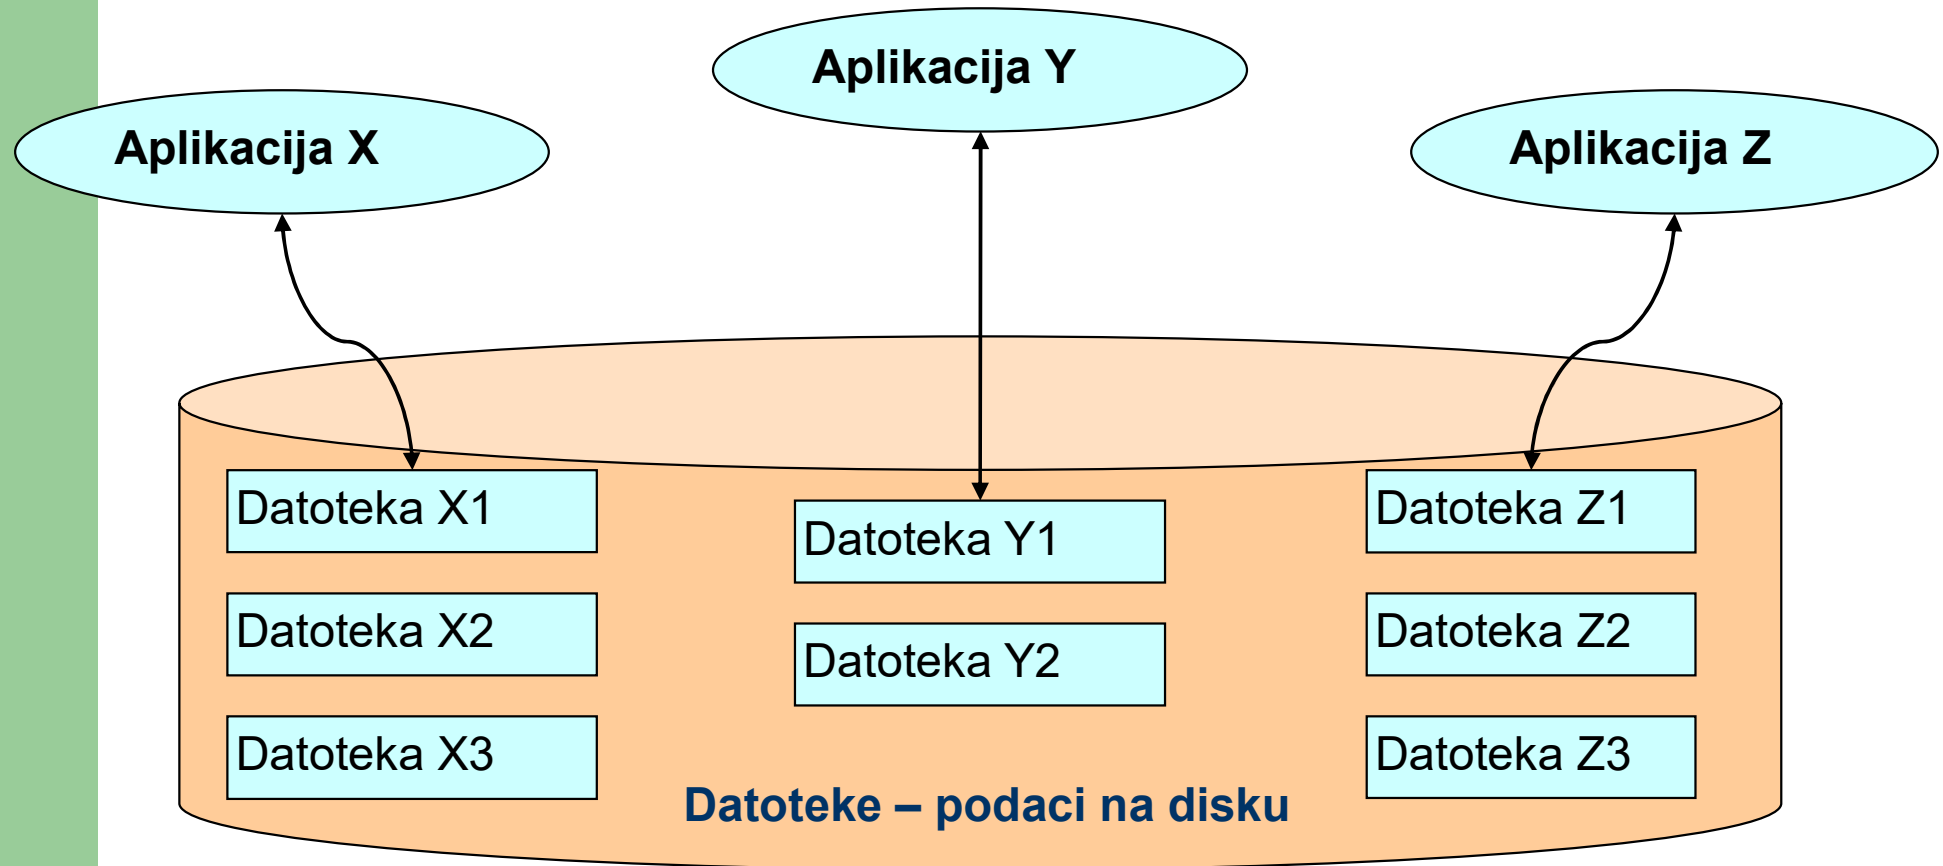 Aplikacija Y
Aplikacija X
Aplikacija Z
Datoteka X1
Datoteka X2
Datoteka X3
Datoteka Y1
Datoteka Y2
Datoteka Z1
Datoteka Z2
Datoteka Z3
Datoteke – podaci na disku